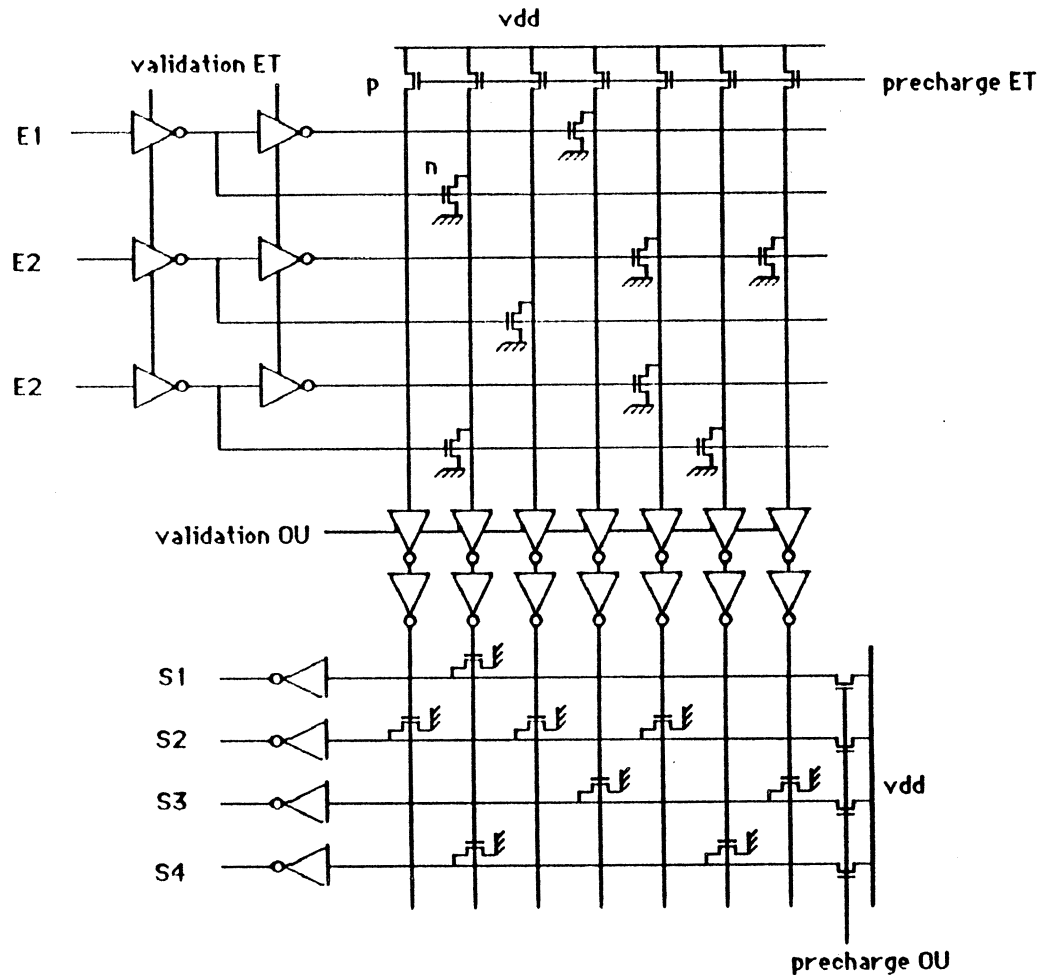 vdd
validation ET
p
precharge ET
E1
n
E2
E2
validation OU
S1
S2
S3
vdd
S4
precharge OU